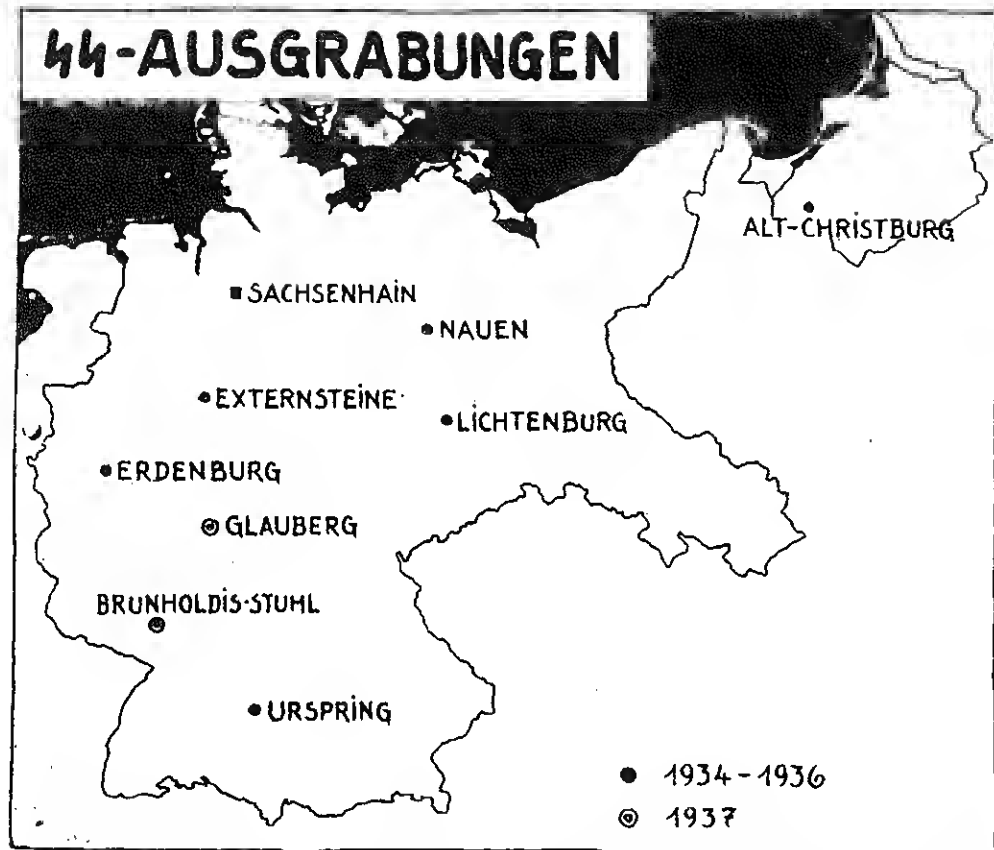 ᛋᛋ-AUSGRABUNGEN
ALT-CHRISTBURG
SACHSENHAIN
NAUEN
EXTERNSTEINE
LICHTENBURG
ERDENBURG
GLAUBERG
BRUNHOLDIS-STUHL
URSPRING
1934-1936
1937